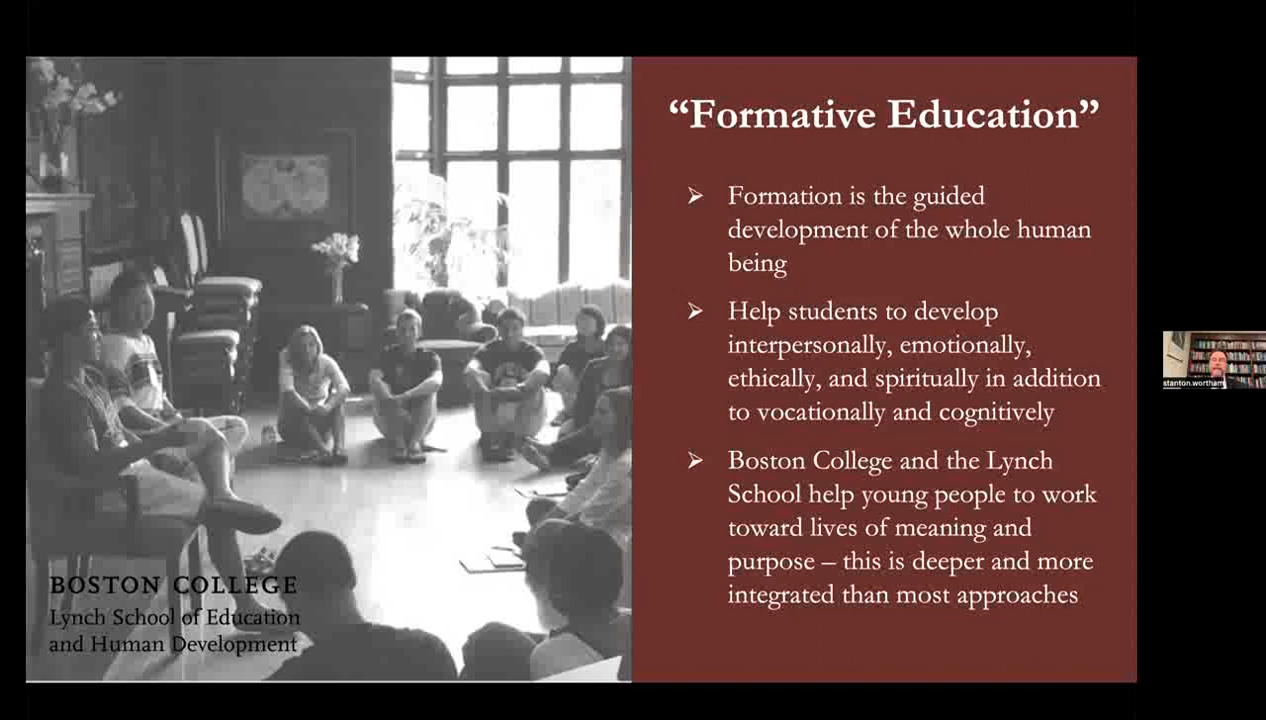 “Formative Education”
➢ Formation is the guided
development of the whole human
being
➢ Help students to develop
interpersonally, emotionally,
ethically, and spiritually in addition
to vocationally and cognitively
➢ Boston College and the Lynch
School help young people to work
toward lives of meaning and
purpose – this is deeper and more
integrated than most approaches
BOSTON COLLEGE
Lynch School of Education
and Human Development
stanton.wortham